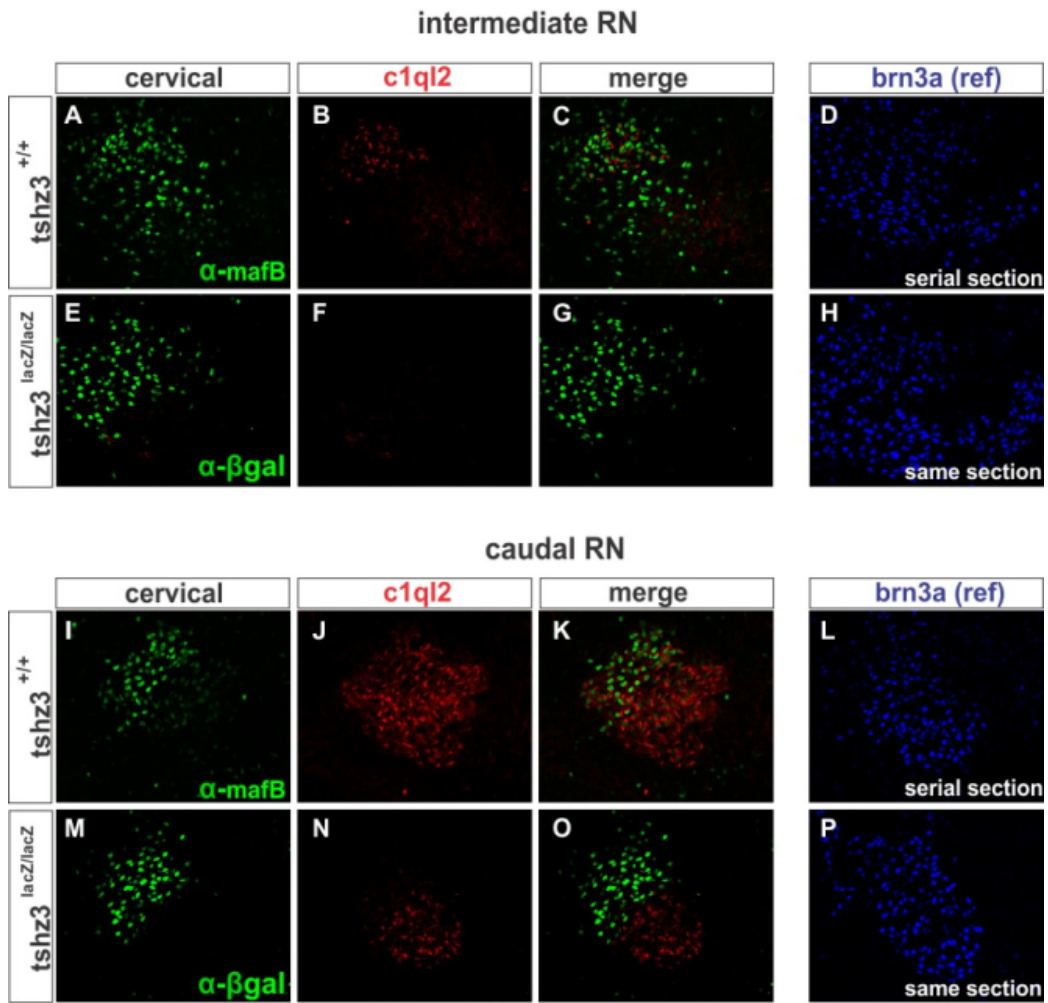 intermediate RN
cervical c1ql2 merge brn3a (ref)
tshz3 +/+
A B C D
α-mafB serial section
tshz3 lacZ/lacZ
E F G H
α-βgal same section
caudal RN
cervical c1ql2 merge brn3a (ref)
tshz3 +/+
I J K L
α-mafB serial section
tshz3 lacZ/lacZ
M N O P
α-βgal same section